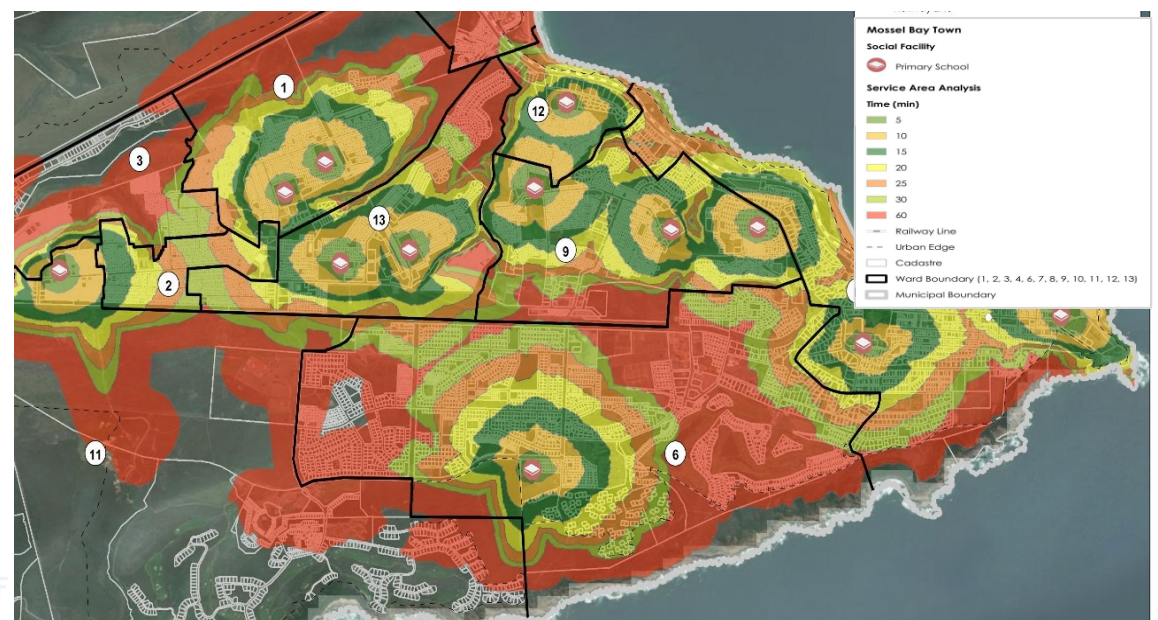 Mossel Bay Town
Social Facility
Primary School
Service Area Analysis
Time (min)
5
10
15
20
25
30
60
Railway Line
Urban Edge
Cadastre
Ward Boundary (1, 2, 3, 4, 6, 7, 8, 9, 10, 11, 12, 13)
Municipal Boundary
1
12
3
13
9
2
11
6